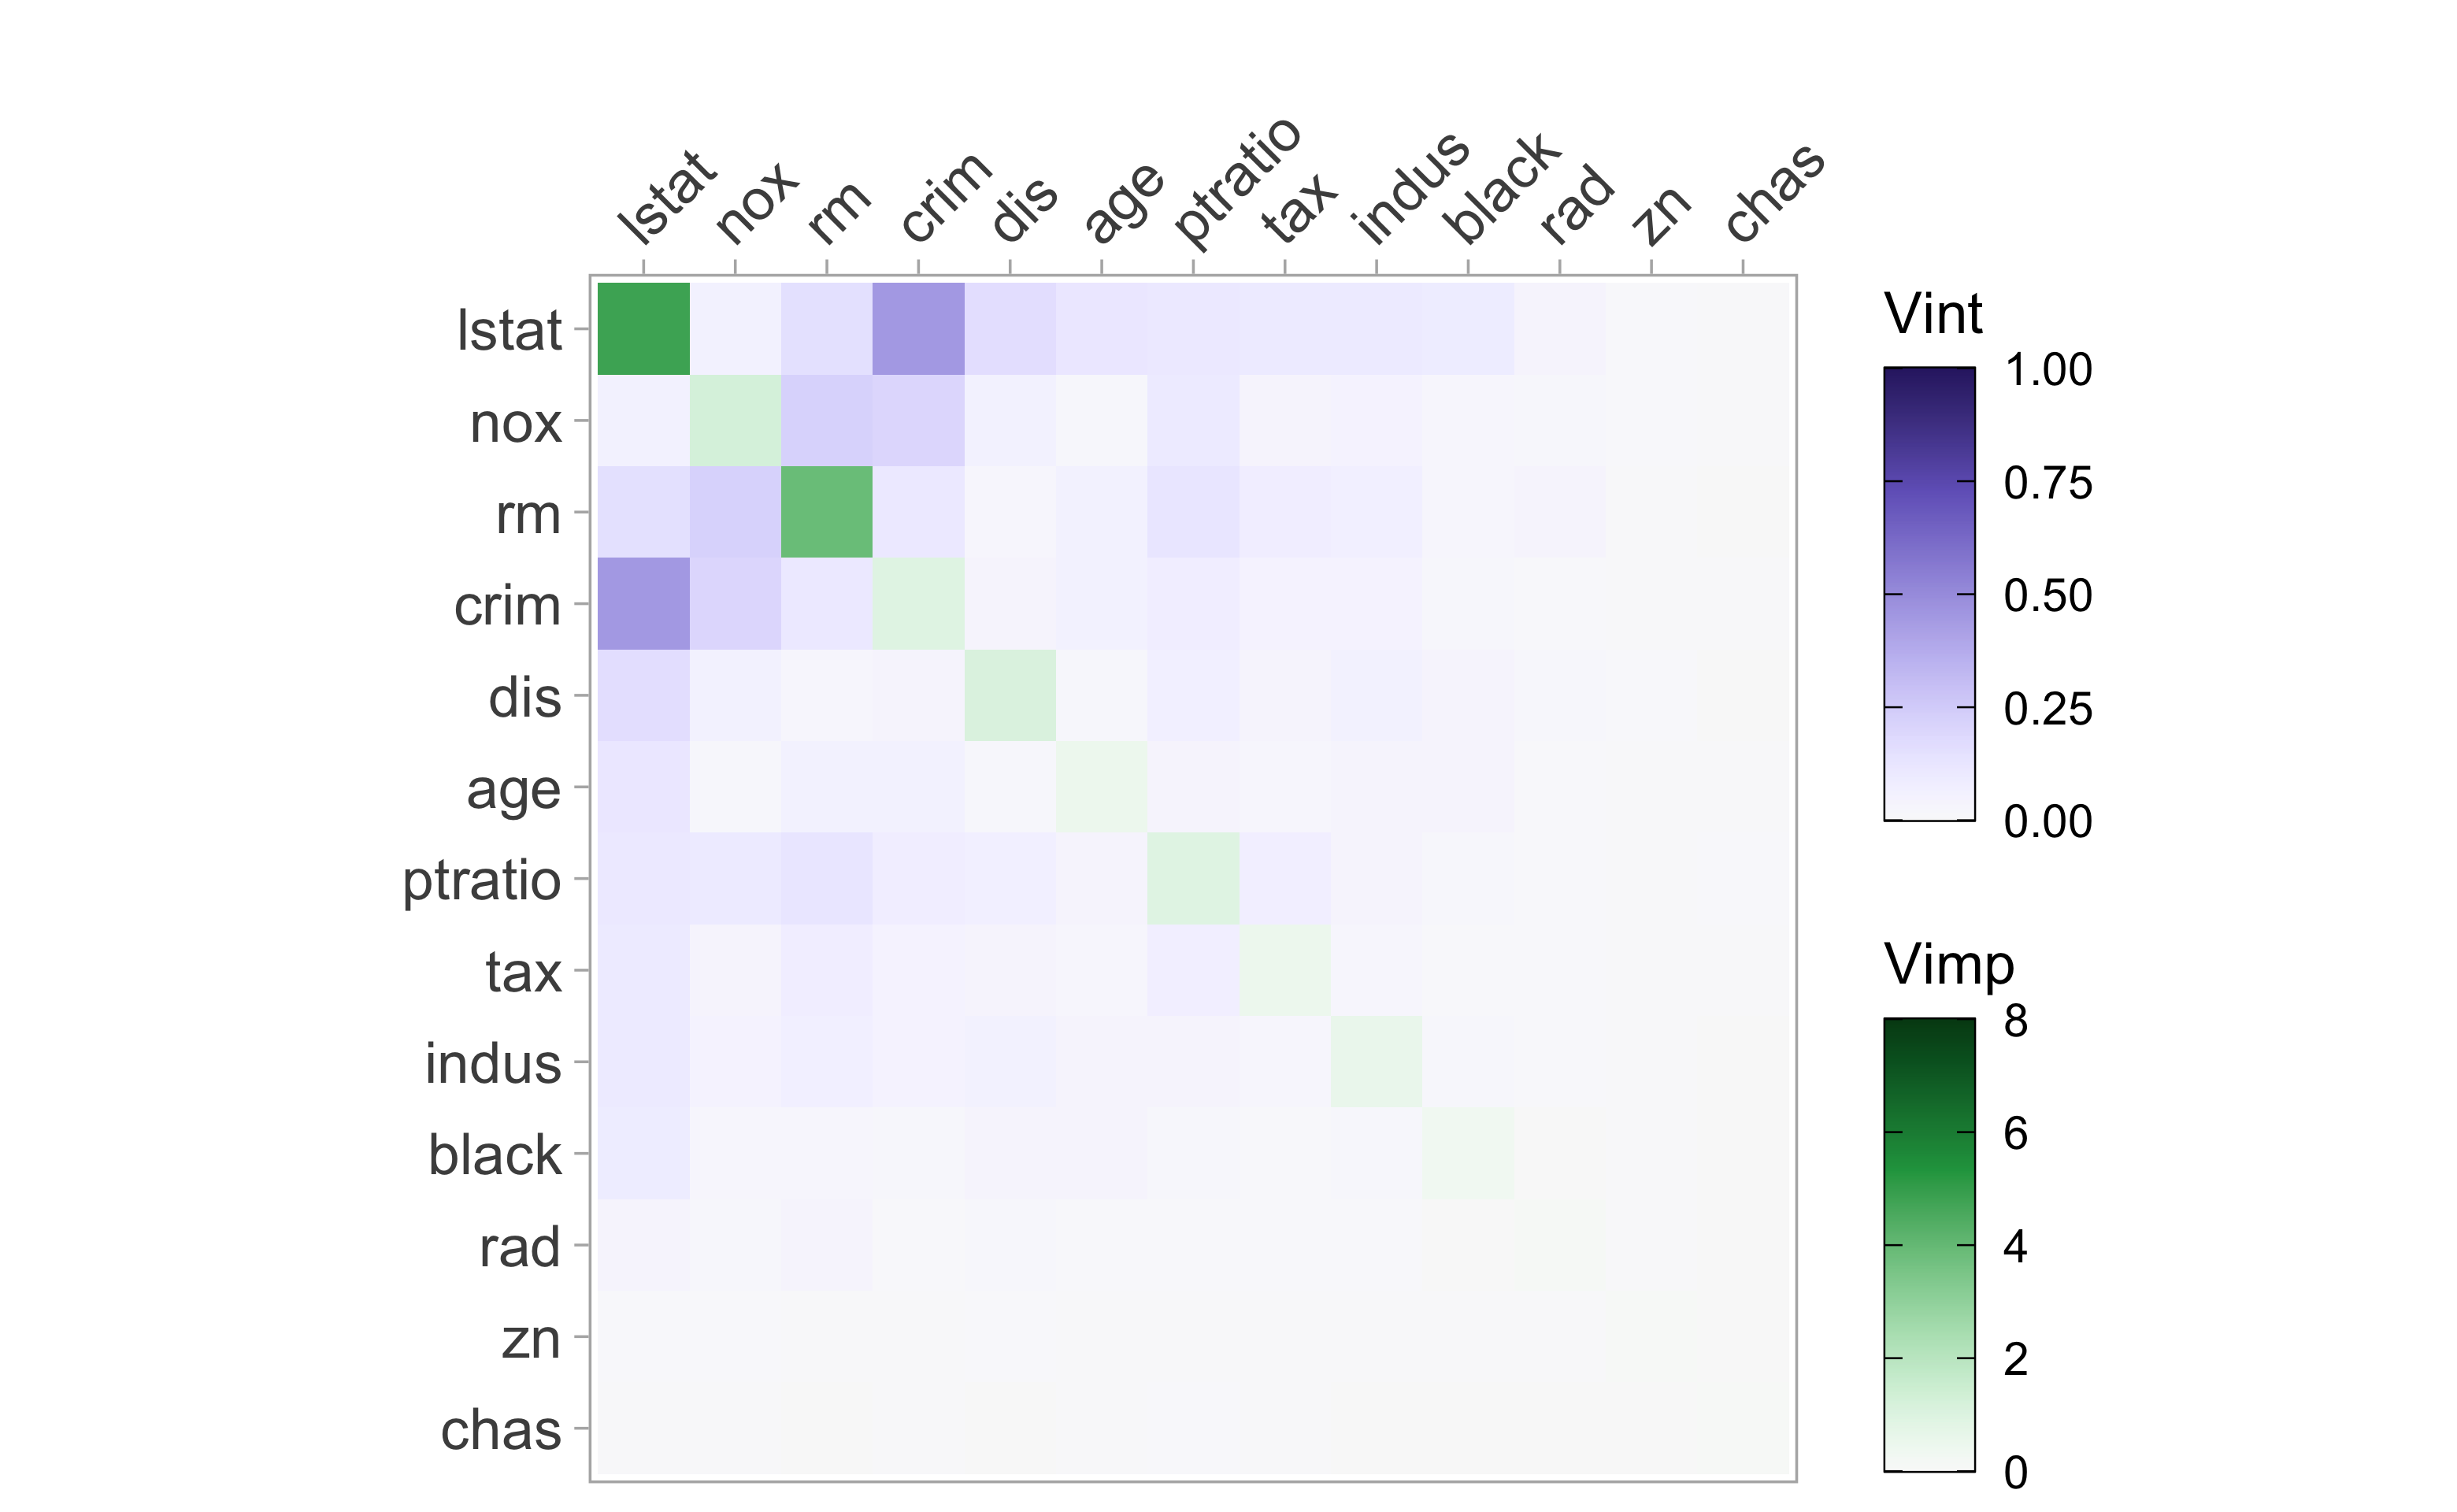 lstat
nox
rm
crim
dis
age
ptratio
tax
indus
black
rad
zn
chas
lstat
nox
rm
crim
dis
age
ptratio
tax
indus
black
rad
zn
chas
Vint
1.00
0.75
0.50
0.25
0.00
Vimp
8
6
4
2
0